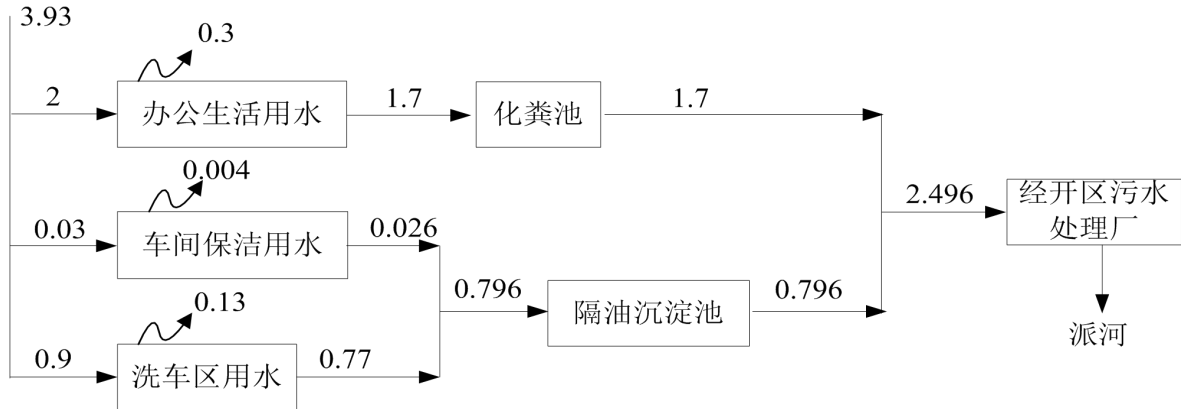 3.93
0.3
2
办公生活用水
1.7
化粪池
1.7
0.004
0.03
车间保洁用水
0.026
2.496
经开区污水
处理厂
0.13
0.796
隔油沉淀池
0.796
0.9
洗车区用水
0.77
派河